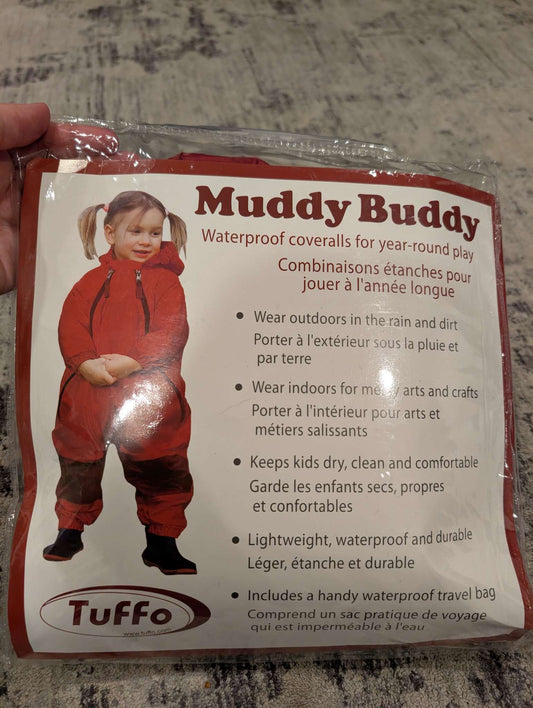 Muddy Buddy
Waterproof coveralls for year-round play
Combinaisons étanches pour
jouer à l'année longue
• Wear outdoors in the rain and dirt
Porter à l'extérieur sous la pluie et
par terre
• Wear indoors for messy arts and crafts
Porter à l'intérieur pour arts et
métiers salissants
• Keeps kids dry, clean and comfortable
Garde les enfants secs, propres
et confortables
• Lightweight, waterproof and durable
Léger, étanche et durable
• Includes a handy waterproof travel bag
Comprend un sac pratique de voyage
qui est imperméable à l'eau
Tuffo
www.tuffo.com